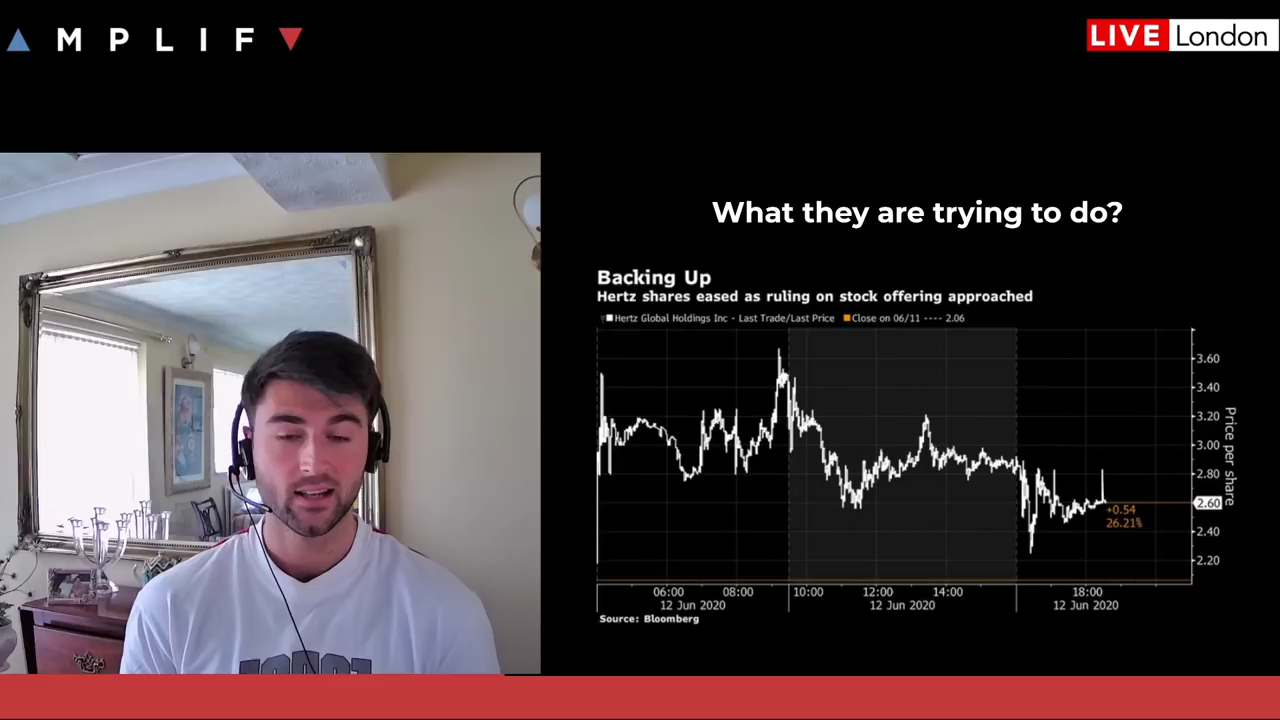 AMPLIFY
LIVE London
What they are trying to do?
Backing Up
Hertz shares eased as ruling on stock offering approached
Hertz Global Holdings Inc - Last Trade/Last Price Close on 06/11 ---- 2.06
3.60
3.40
3.20
3.00
2.80
2.60
2.40
2.20
Price per share
+0.54
26.21%
06:00 08:00 10:00 12:00 14:00 18:00
12 Jun 2020 12 Jun 2020 12 Jun 2020
Source: Bloomberg